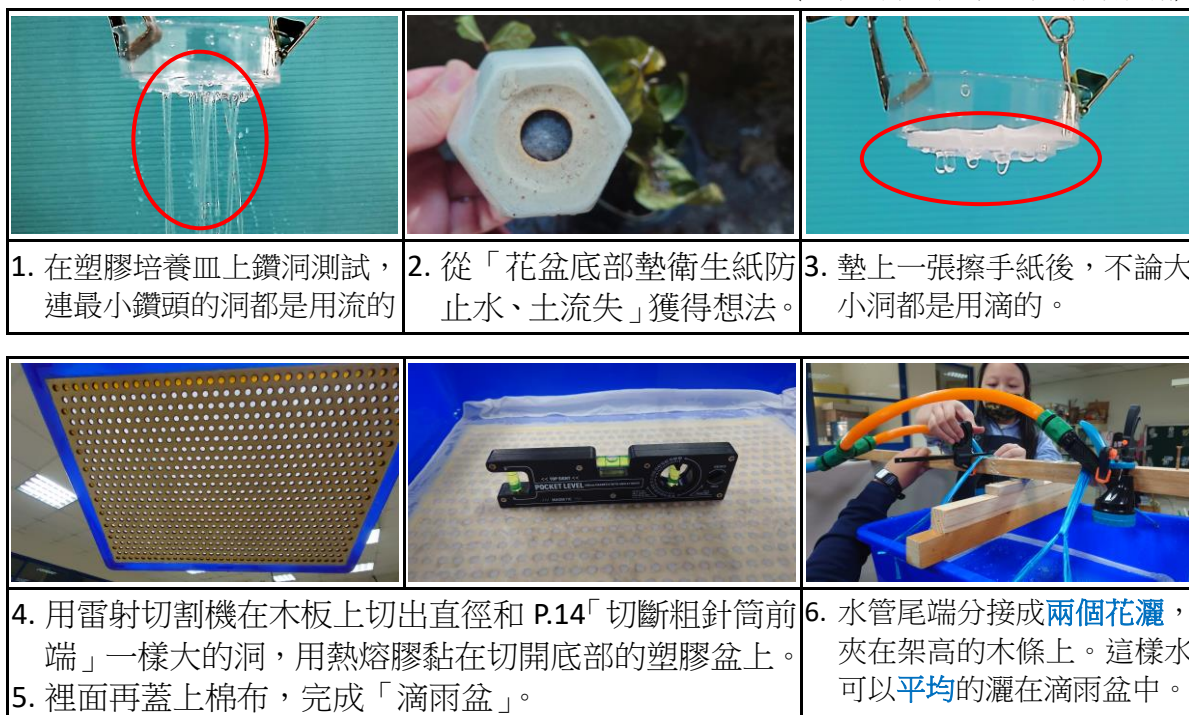 1. 在塑膠培養皿上鑽洞測試，
連最小鑽頭的洞都是用流的
2. 從「花盆底部墊衛生紙防
止水、土流失」獲得想法。
3. 墊上一張擦手紙後，不論大
小洞都是用滴的。
POCKET LEVEL
4. 用雷射切割機在木板上切出直徑和 P.14「切斷粗針筒前
端」一樣大的洞，用熱熔膠黏在切開底部的塑膠盆上。
5. 裡面再蓋上棉布，完成「滴雨盆」。
6. 水管尾端分接成兩個花灑，
夾在架高的木條上。這樣水
可以平均的灑在滴雨盆中。